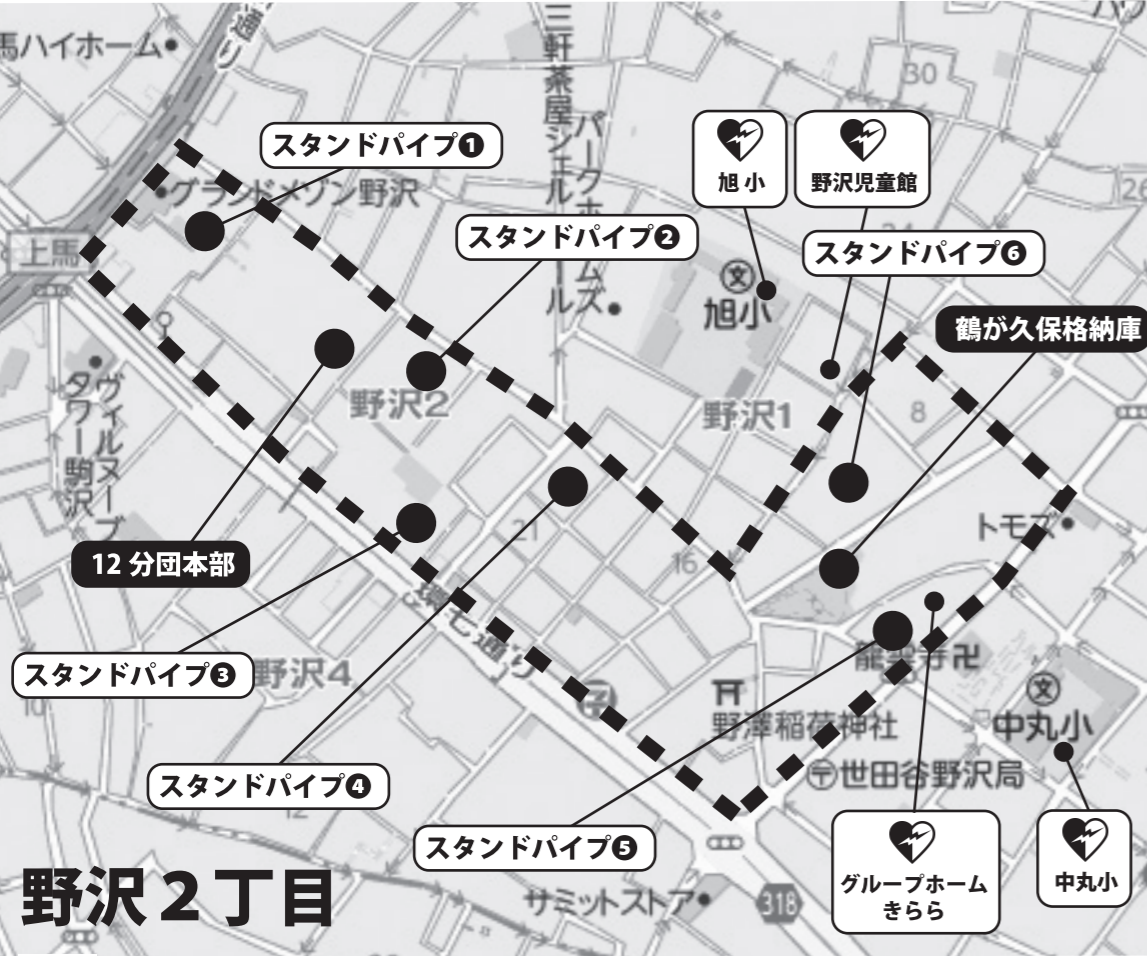 通り
馬ハイホーム
三軒茶屋シェルブール
パークホームズ
30
スタンドパイプ❶
グランドメゾン野沢
旭小
野沢児童館
スタンドパイプ❷
上馬
文
旭小
スタンドパイプ❻
鶴が久保格納庫
野沢2
野沢1
8
ヴィルヌーブ
タワー駒沢
21
16
トモズ
12分団本部
環七通り
スタンドパイプ❸
野沢4
10
龍聖寺
文
中丸小
野澤稲荷神社
〒世田谷野沢局
スタンドパイプ❹
12
スタンドパイプ❺
グループホーム
きらら
中丸小
野沢2丁目
サミットストア
318